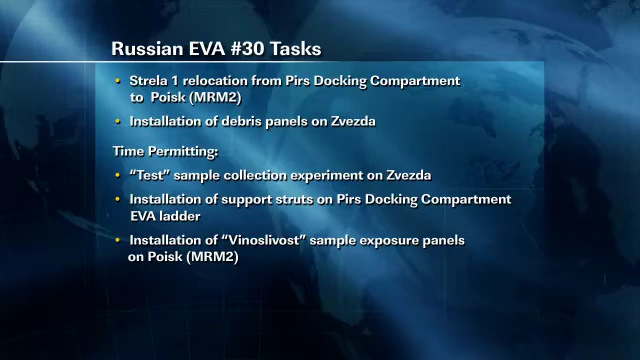 Russian EVA #30 Tasks
• Strela 1 relocation from Pirs Docking Compartment
to Poisk (MRM2)
• Installation of debris panels on Zvezda
Time Permitting:
• “Test” sample collection experiment on Zvezda
• Installation of support struts on Pirs Docking Compartment
EVA ladder
• Installation of “Vinoslivost” sample exposure panels
on Poisk (MRM2)